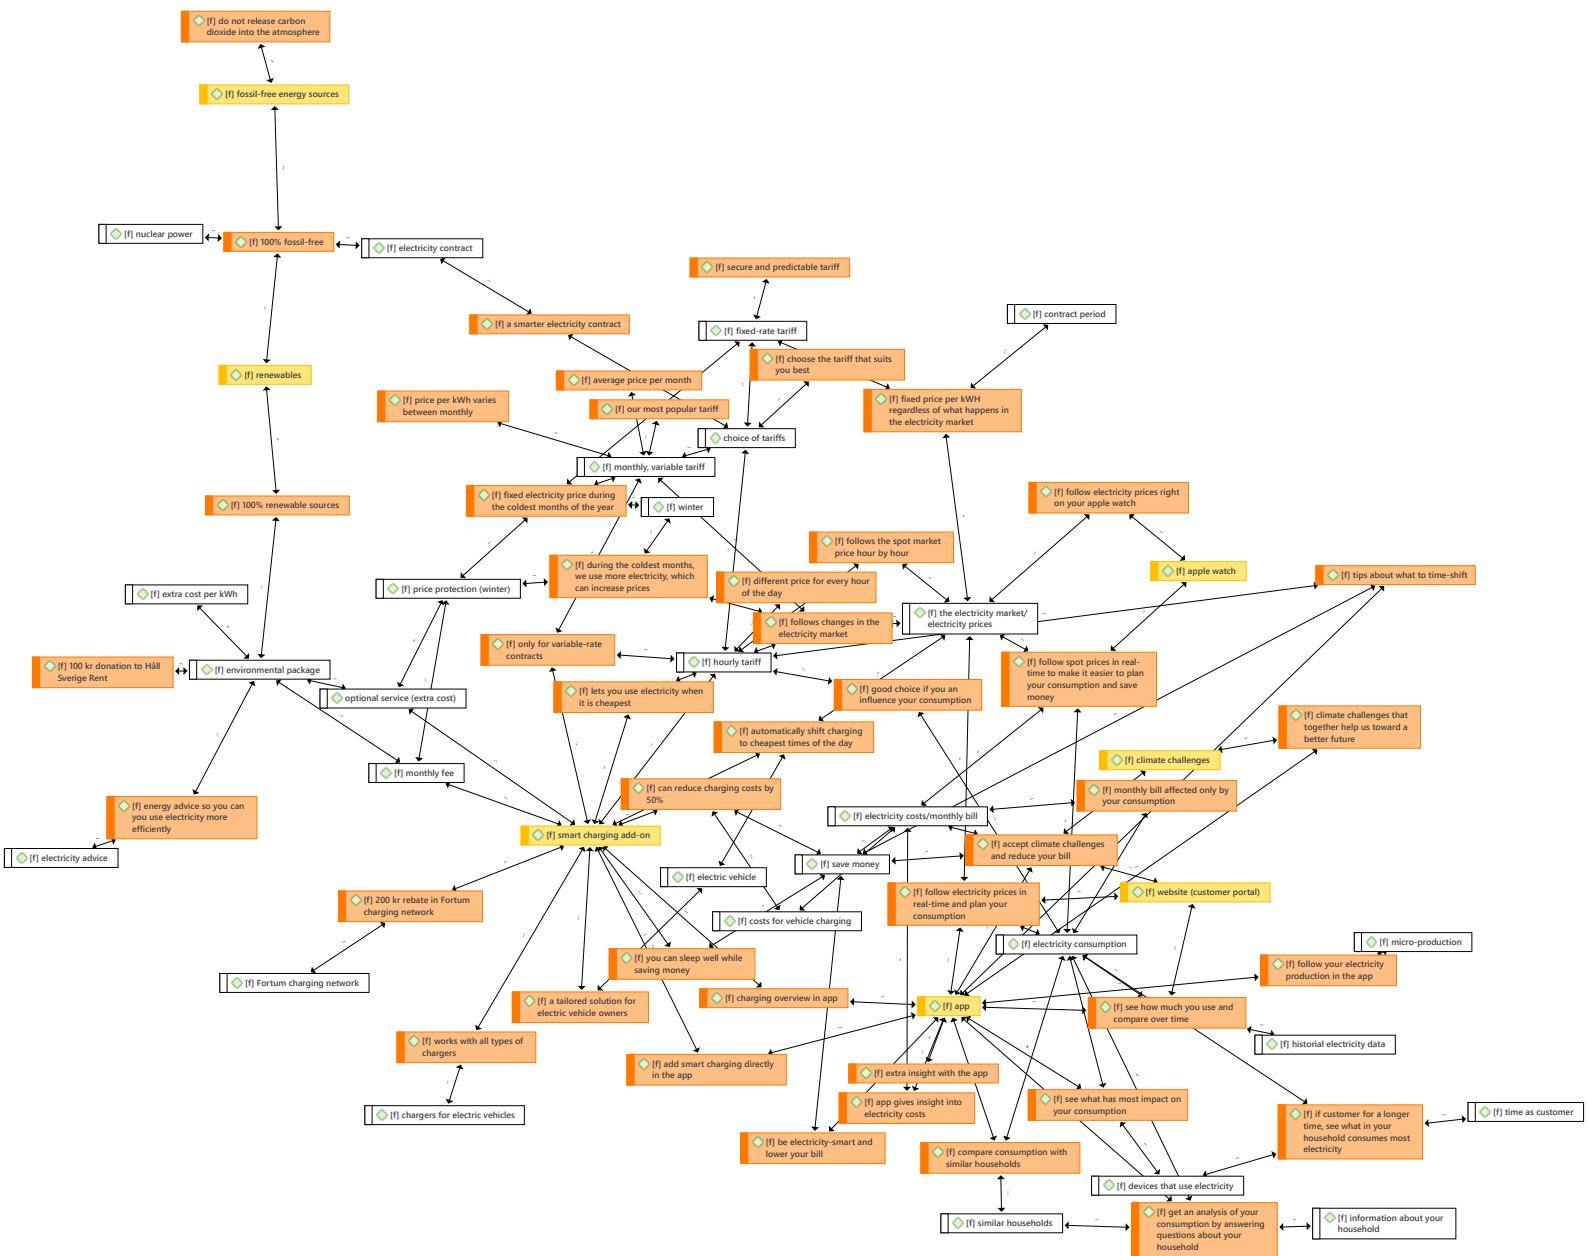 [f] do not release carbon
dioxide into the atmosphere
[f] fossil-free energy sources
[f] nuclear power
[f] 100% fossil-free
[f] electricity contract
[f] secure and predictable tariff
[f] a smarter electricity contract
[f] fixed-rate tariff
[f] contract period
[f] choose the tariff that suits
you best
[f] renewables
[f] average price per month
[f] price per kWh varies
between monthly
[f] our most popular tariff
[f] fixed price per kWH
regardless of what happens in
the electricity market
choice of tariffs
[f] monthly, variable tariff
[f] fixed electricity price during
the coldest months of the year
[f] winter
[f] 100% renewable sources
[f] follow electricity prices right
on your apple watch
[f] follows the spot market
price hour by hour
[f] during the coldest months,
we use more electricity, which
can increase prices
[f] different price for every hour
of the day
[f] apple watch
[f] tips about what to time-shift
[f] extra cost per kWh
[f] price protection (winter)
[f] the electricity market/
electricity prices
[f] follows changes in the
electricity market
[f] only for variable-rate
contracts
[f] hourly tariff
[f] 100 kr donation to Håll
Sverige Rent
[f] environmental package
optional service (extra cost)
[f] lets you use electricity when
it is cheapest
[f] good choice if you an
influence your consumption
[f] follow spot prices in real-
time to make it easier to plan
your consumption and save
money
[f] automatically shift charging
to cheapest times of the day
[f] climate challenges that
together help us toward a
better future
[f] climate challenges
[f] monthly fee
[f] can reduce charging costs by
50%
[f] monthly bill affected only by
your consumption
[f] energy advice so you can
you use electricity more
efficiently
[f] electricity costs/monthly bill
[f] smart charging add-on
[f] electricity advice
[f] accept climate challenges
and reduce your bill
[f] save money
[f] electric vehicle
[f] 200 kr rebate in Fortum
charging network
[f] follow electricity prices in
real-time and plan your
consumption
[f] website (customer portal)
[f] costs for vehicle charging
[f] electricity consumption
[f] micro-production
[f] you can sleep well while
saving money
[f] follow your electricity
production in the app
[f] Fortum charging network
[f] a tailored solution for
electric vehicle owners
[f] charging overview in app
[f] app
[f] see how much you use and
compare over time
[f] works with all types of
chargers
[f] historial electricity data
[f] add smart charging directly
in the app
[f] extra insight with the app
[f] chargers for electric vehicles
[f] app gives insight into
electricity costs
[f] see what has most impact on
your consumption
[f] if customer for a longer
time, see what in your
household consumes most
electricity
[f] time as customer
[f] be electricity-smart and
lower your bill
[f] compare consumption with
similar households
[f] devices that use electricity
[f] similar households
[f] get an analysis of your
consumption by answering
questions about your
household
[f] information about your
household